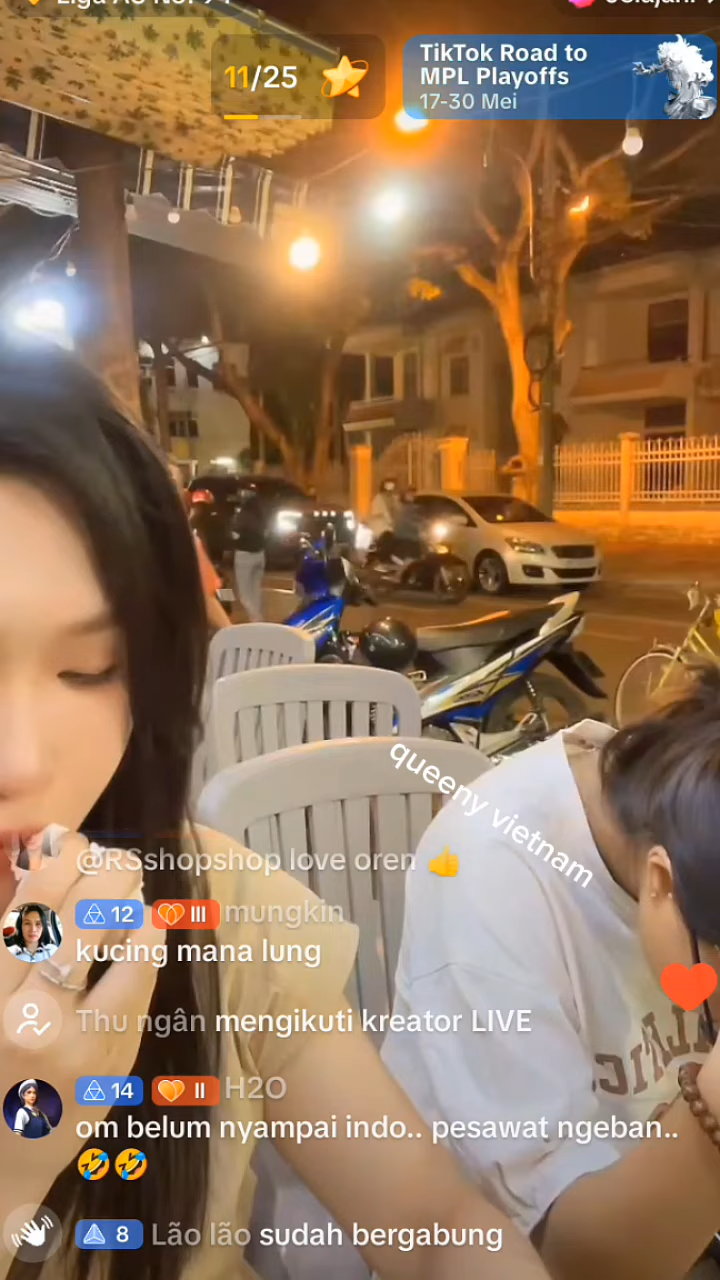 11/25
TikTok Road to
MPL Playoffs
17-30 Mei
queeny vietnam
@RSshopshop love oren 👍
12 III mungkin
kucing mana lung
Thu ngân mengikuti kreator LIVE
14 II H2O
om belum nyampai indo.. pesawat ngeban..
🤣🤣
8 Lão lão sudah bergabung